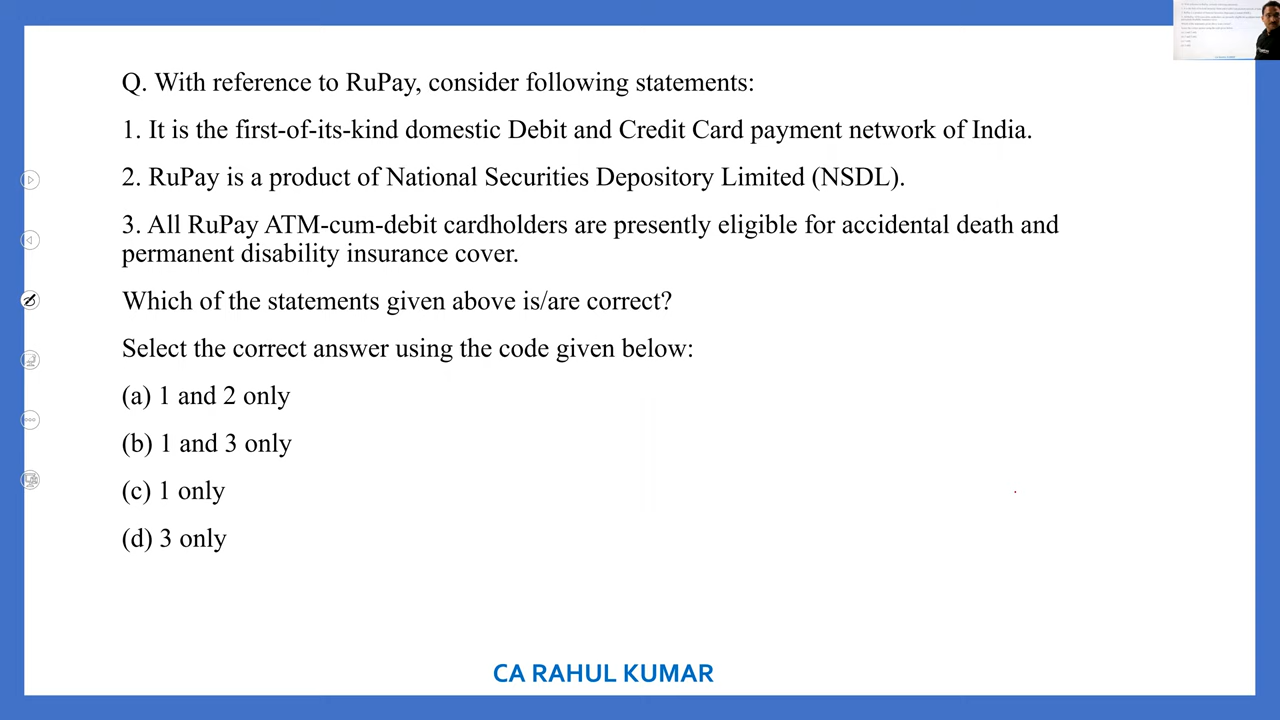 Q. With reference to RuPay, consider following statements:
1. It is the first-of-its-kind domestic Debit and Credit Card payment network of India.
2. RuPay is a product of National Securities Depository Limited (NSDL).
3. All RuPay ATM-cum-debit cardholders are presently eligible for accidental death and
permanent disability insurance cover.
Which of the statements given above is/are correct?
Select the correct answer using the code given below:
(a) 1 and 2 only
(b) 1 and 3 only
(c) 1 only
(d) 3 only
CA RAHUL KUMAR